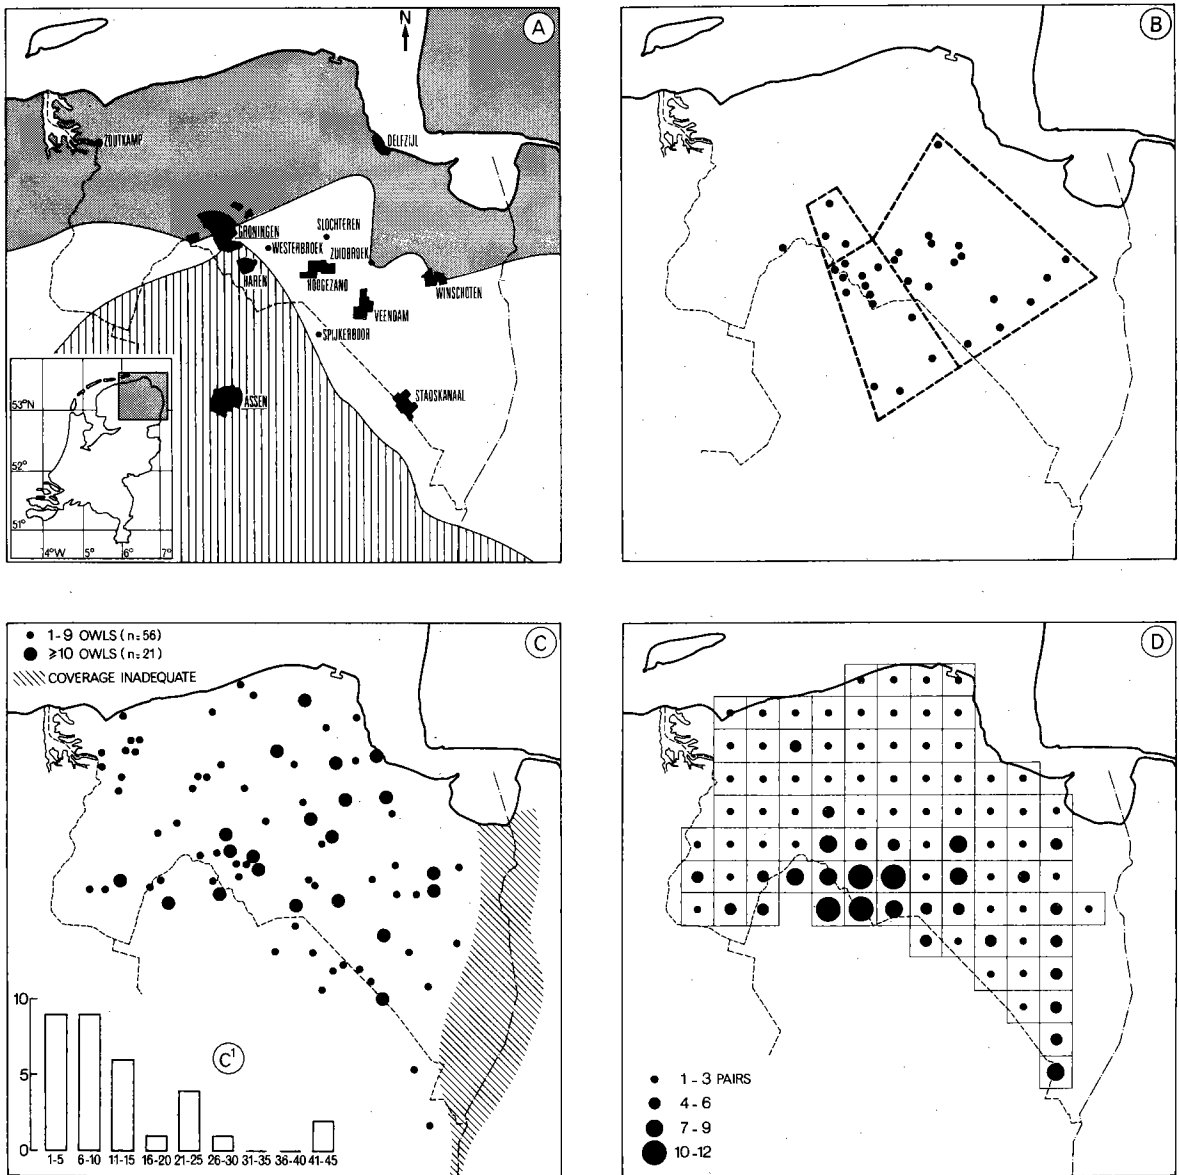 A
N
ZOUTKAMP
DELFZIJL
GRONINGEN
SLOCHTEREN
WESTERBROEK
ZUIDBROEK
HAREN
HOOGEZAND
WINSCHOTEN
VEENDAM
SPIJKERBOOR
ASSEN
STADSKANAAL
53°N
52°
51°
4°W 5° 6° 7°
B
C
1-9 OWLS (n=56)
≥10 OWLS (n=21)
COVERAGE INADEQUATE
10
5
0
C1
1-5 6-10 11-15 16-20 21-25 26-30 31-35 36-40 41-45
D
1-3 PAIRS
4-6
7-9
10-12